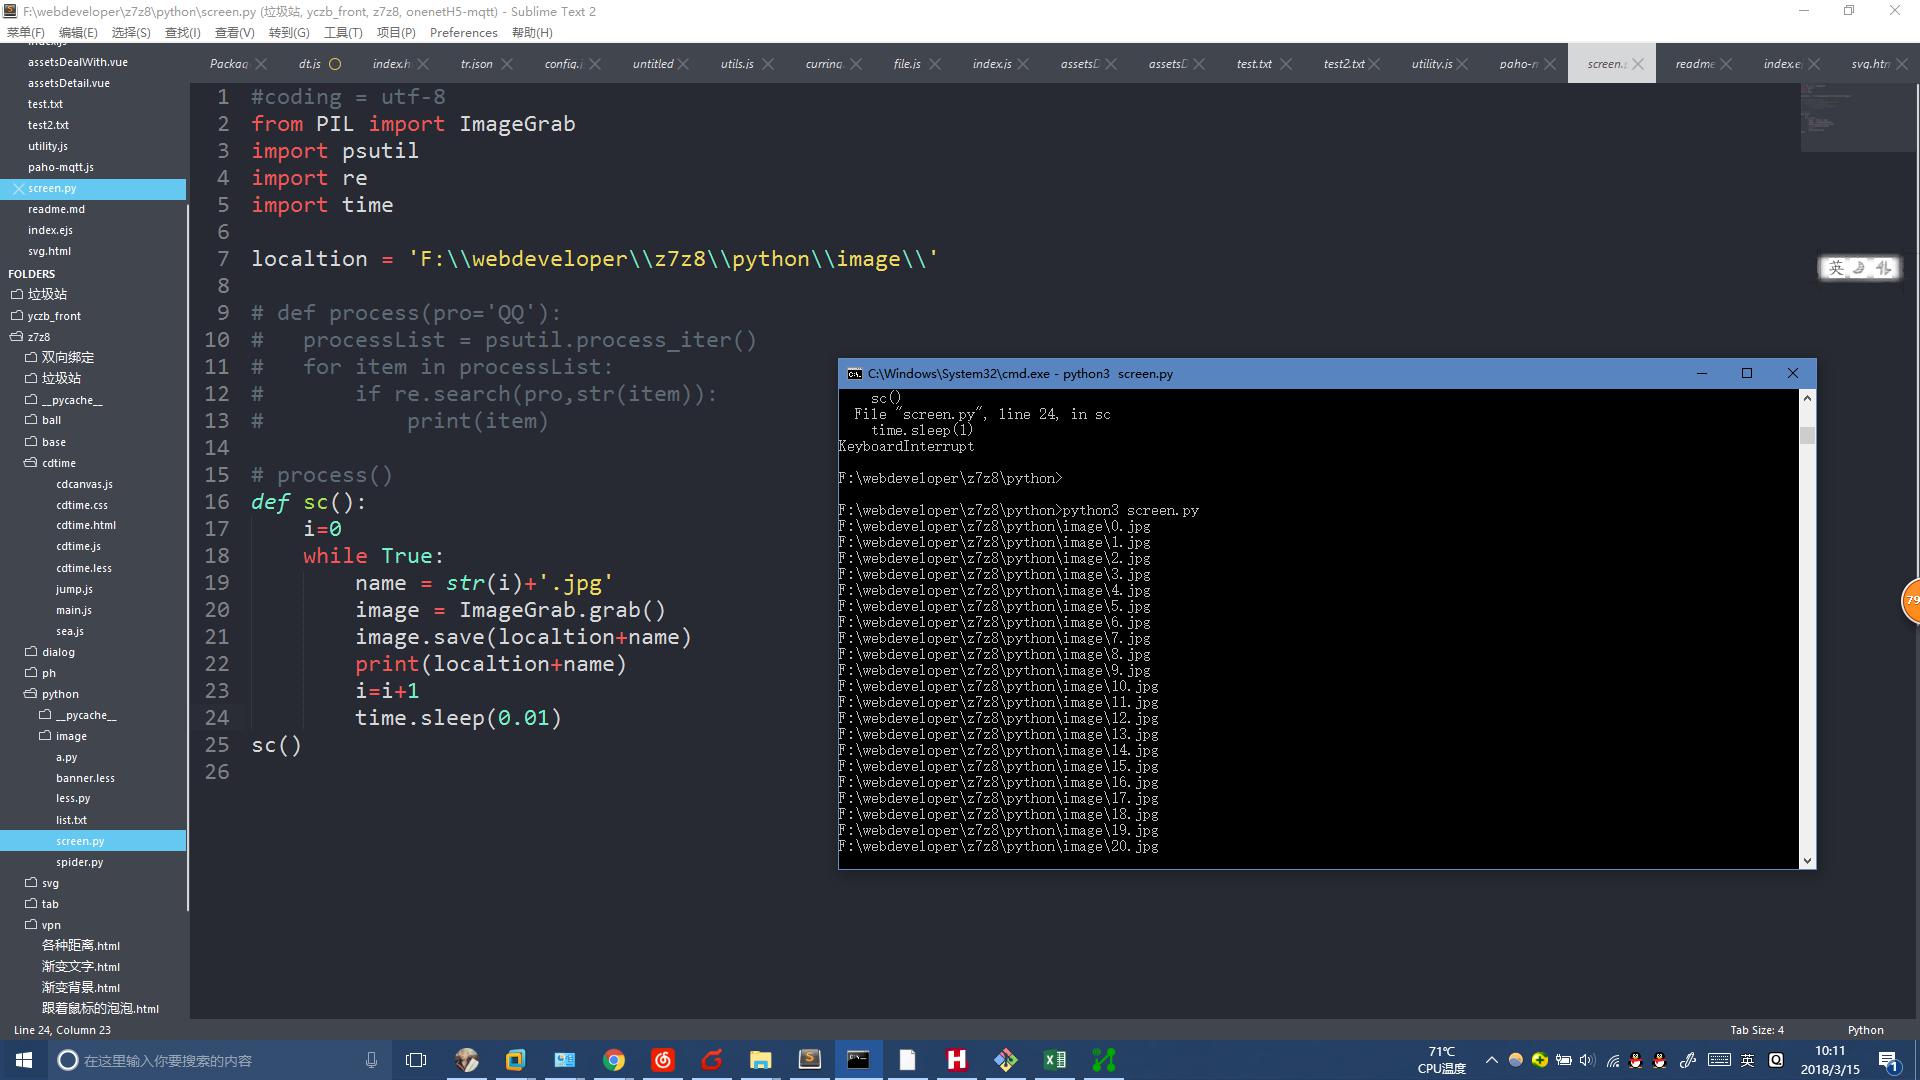 F:\webdeveloper\z7z8\python\screen.py (垃圾站, yczb_front, z7z8, onenetH5-mqtt) - Sublime Text 2
菜单(F) 编辑(E) 选择(S) 查找(I) 查看(V) 转到(G) 工具(T) 项目(P) Preferences 帮助(H)
Packag dt.js index.h tr.json config.j untitled utils.js curring. file.js index.js assetsD assetsD test.txt test2.txt utility.js paho-n screen.p readme index.e svg.htm
index.js
assetsDealWith.vue
assetsDetail.vue
test.txt
test2.txt
utility.js
paho-mqtt.js
screen.py
readme.md
index.ejs
svg.html
FOLDERS
垃圾站
yczb_front
z7z8
双向绑定
垃圾站
__pycache__
ball
base
cdtime
cdcanvas.js
cdtime.css
cdtime.html
cdtime.js
cdtime.less
jump.js
main.js
sea.js
dialog
ph
python
__pycache__
image
a.py
banner.less
less.py
list.txt
screen.py
spider.py
svg
tab
vpn
各种距离.html
渐变文字.html
渐变背景.html
跟着鼠标的泡泡.html
1 #coding = utf-8
2 from PIL import ImageGrab
3 import psutil
4 import re
5 import time
6
7 localtion = 'F:\\webdeveloper\\z7z8\\python\\image\\'
8
9 # def process(pro='QQ'):
10 #   processList = psutil.process_iter()
11 #   for item in processList:
12 #       if re.search(pro,str(item)):
13 #           print(item)
14
15 # process()
16 def sc():
17     i=0
18     while True:
19         name = str(i)+'.jpg'
20         image = ImageGrab.grab()
21         image.save(localtion+name)
22         print(localtion+name)
23         i=i+1
24         time.sleep(0.01)
25 sc()
26
C:\Windows\System32\cmd.exe - python3  screen.py
sc()
File "screen.py", line 24, in sc
time.sleep(1)
KeyboardInterrupt
F:\webdeveloper\z7z8\python>
F:\webdeveloper\z7z8\python>python3 screen.py
F:\webdeveloper\z7z8\python\image\0.jpg
F:\webdeveloper\z7z8\python\image\1.jpg
F:\webdeveloper\z7z8\python\image\2.jpg
F:\webdeveloper\z7z8\python\image\3.jpg
F:\webdeveloper\z7z8\python\image\4.jpg
F:\webdeveloper\z7z8\python\image\5.jpg
F:\webdeveloper\z7z8\python\image\6.jpg
F:\webdeveloper\z7z8\python\image\7.jpg
F:\webdeveloper\z7z8\python\image\8.jpg
F:\webdeveloper\z7z8\python\image\9.jpg
F:\webdeveloper\z7z8\python\image\10.jpg
F:\webdeveloper\z7z8\python\image\11.jpg
F:\webdeveloper\z7z8\python\image\12.jpg
F:\webdeveloper\z7z8\python\image\13.jpg
F:\webdeveloper\z7z8\python\image\14.jpg
F:\webdeveloper\z7z8\python\image\15.jpg
F:\webdeveloper\z7z8\python\image\16.jpg
F:\webdeveloper\z7z8\python\image\17.jpg
F:\webdeveloper\z7z8\python\image\18.jpg
F:\webdeveloper\z7z8\python\image\19.jpg
F:\webdeveloper\z7z8\python\image\20.jpg
英
79
Line 24, Column 23
Tab Size: 4 Python
在这里输入你要搜索的内容
71℃
CPU温度
英
10:11
2018/3/15
1